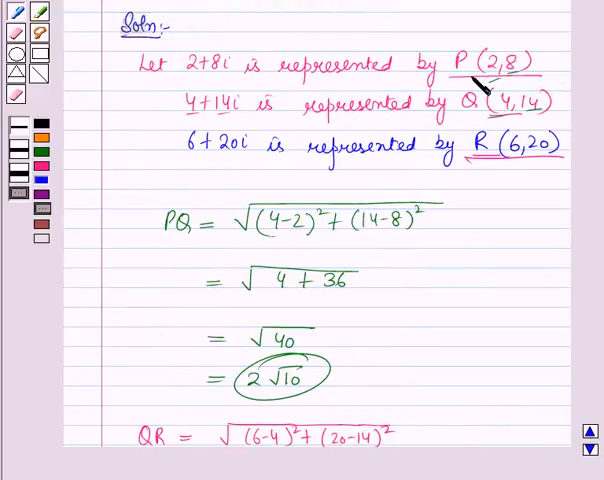 Soln:-
Let 2+8i is represented by P (2,8)
4+14i is represented by Q (4,14)
6+20i is represented by R (6,20)
PQ = √(4-2)²+(14-8)²
= √4+36
= √40
= 2√10
QR = √(6-4)²+(20-14)²